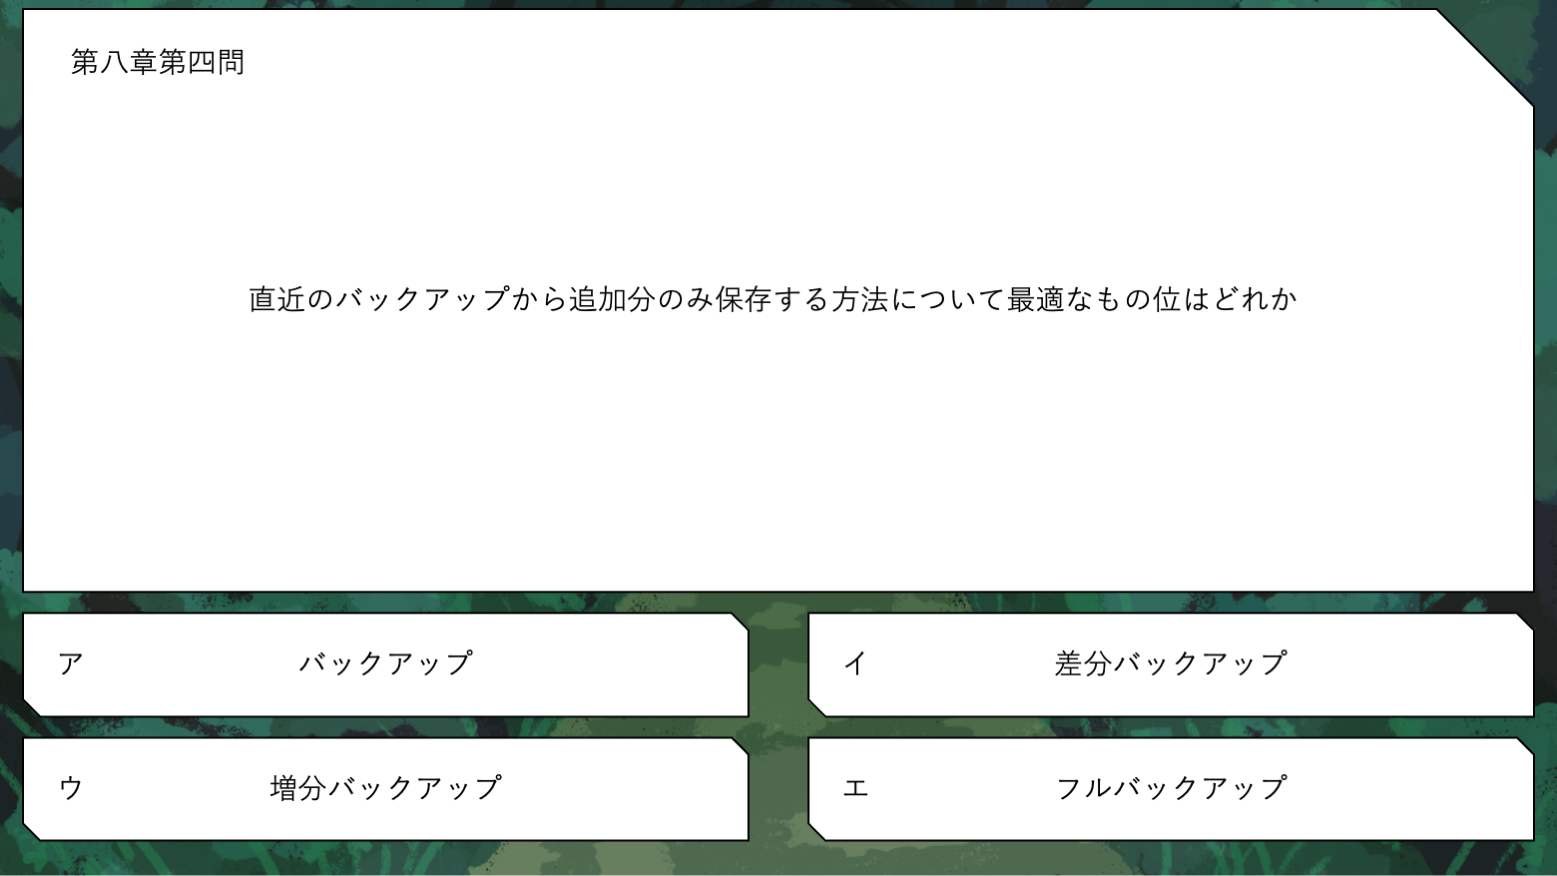 第八章第四問
直近のバックアップから追加分のみ保存する方法について最適なもの位はどれか
ア バックアップ
イ 差分バックアップ
ウ 増分バックアップ
エ フルバックアップ